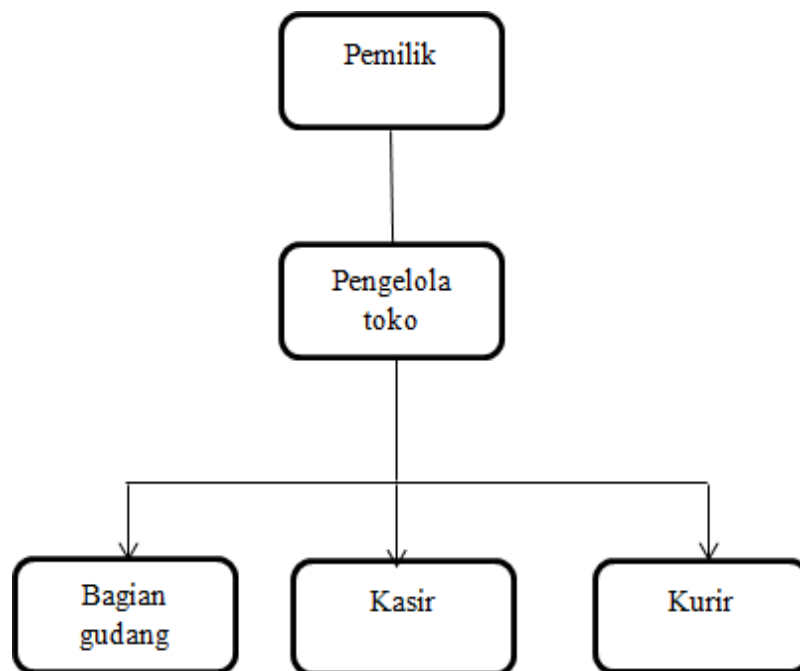 Pemilik
Pengelola
toko
Bagian
gudang
Kasir
Kurir